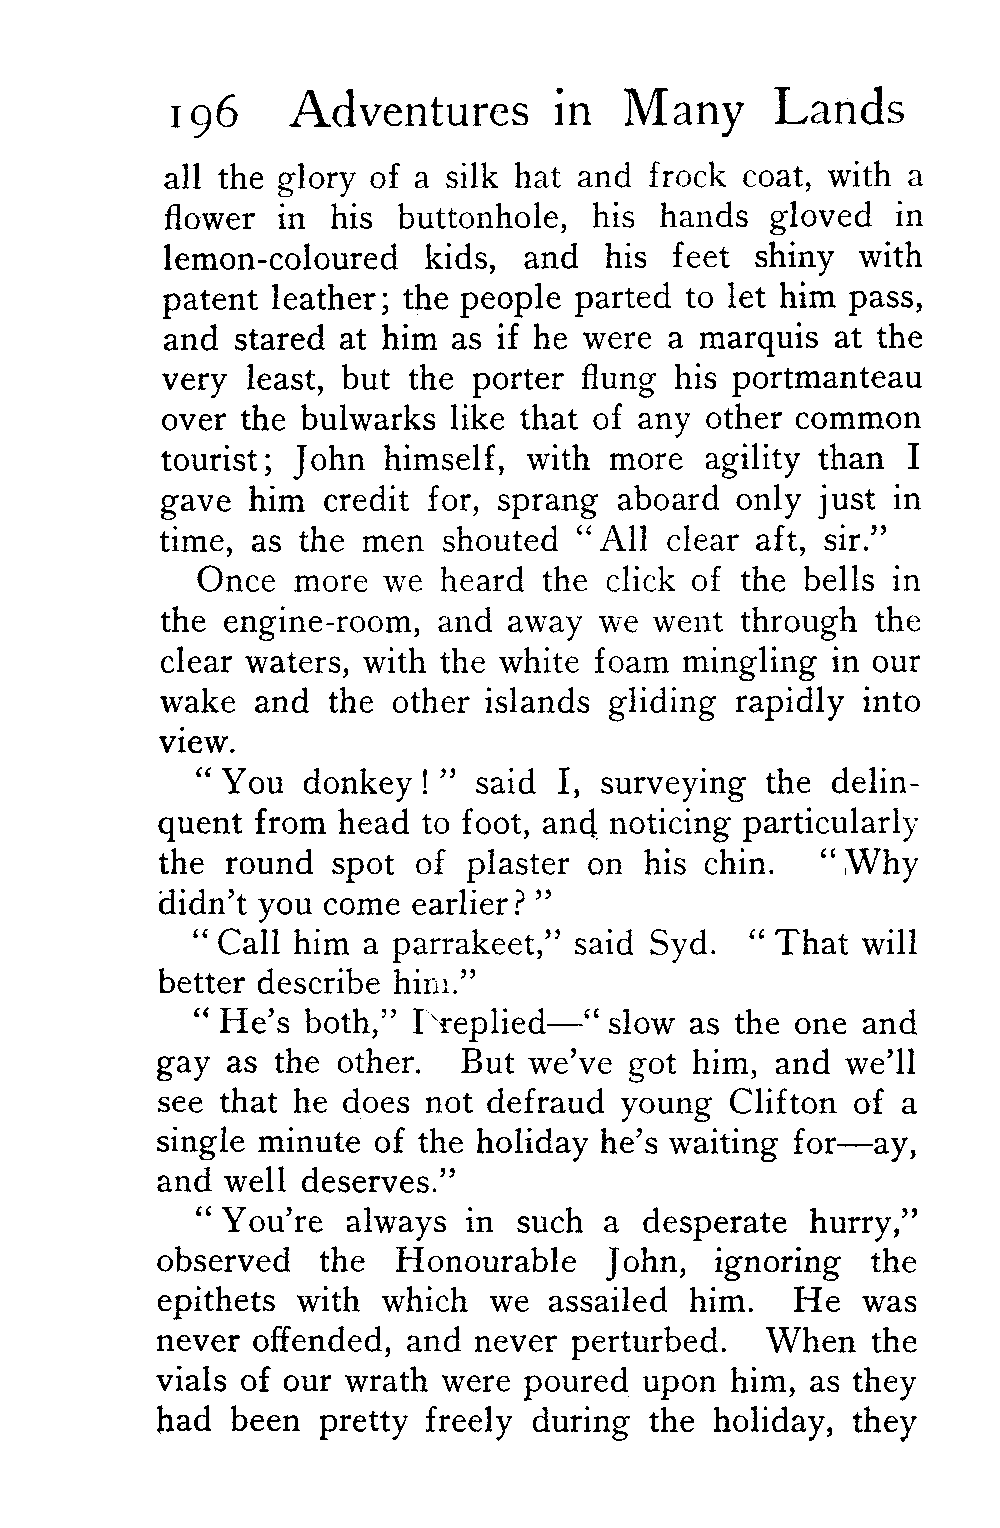 196 Adventures in Many Lands
all the glory of a silk hat and frock coat, with a
flower in his buttonhole, his hands gloved in
lemon-coloured kids, and his feet shiny with
patent leather; the people parted to let him pass,
and stared at him as if he were a marquis at the
very least, but the porter flung his portmanteau
over the bulwarks like that of any other common
tourist; John himself, with more agility than I
gave him credit for, sprang aboard only just in
time, as the men shouted “All clear aft, sir.”
Once more we heard the click of the bells in
the engine-room, and away we went through the
clear waters, with the white foam mingling in our
wake and the other islands gliding rapidly into
view.
“You donkey!” said I, surveying the delin-
quent from head to foot, and noticing particularly
the round spot of plaster on his chin. “Why
didn’t you come earlier?”
“Call him a parrakeet,” said Syd. “That will
better describe him.”
“He’s both,” I replied—“slow as the one and
gay as the other. But we’ve got him, and we’ll
see that he does not defraud young Clifton of a
single minute of the holiday he’s waiting for—ay,
and well deserves.”
“You’re always in such a desperate hurry,”
observed the Honourable John, ignoring the
epithets with which we assailed him. He was
never offended, and never perturbed. When the
vials of our wrath were poured upon him, as they
had been pretty freely during the holiday, they